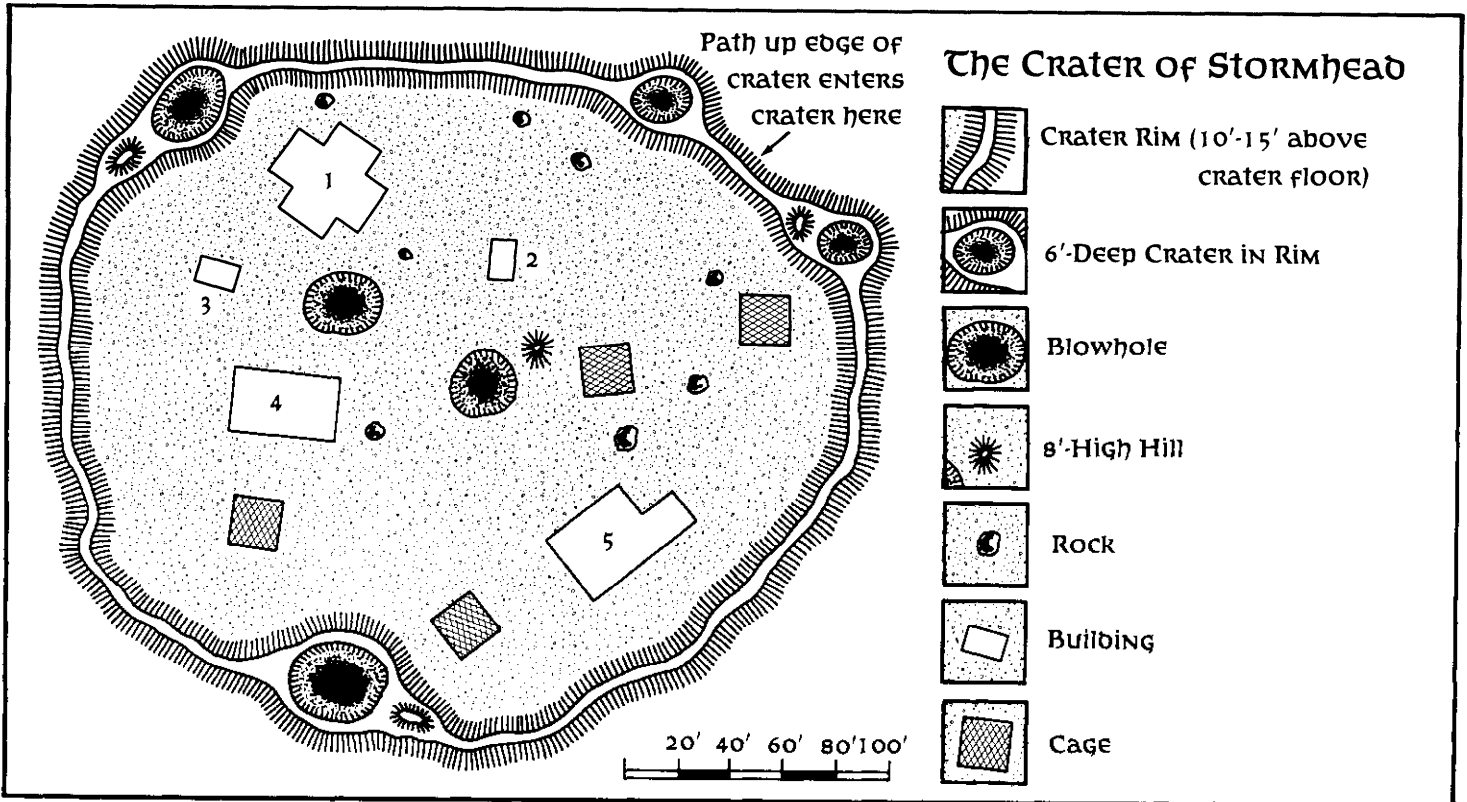 Path up edge of
crater enters
crater here
1
2
3
4
5
20' 40' 60' 80' 100'
The Crater of Stormhead
Crater Rim (10'-15' above
crater floor)
6'-Deep Crater in Rim
Blowhole
8'-High Hill
Rock
Building
Cage